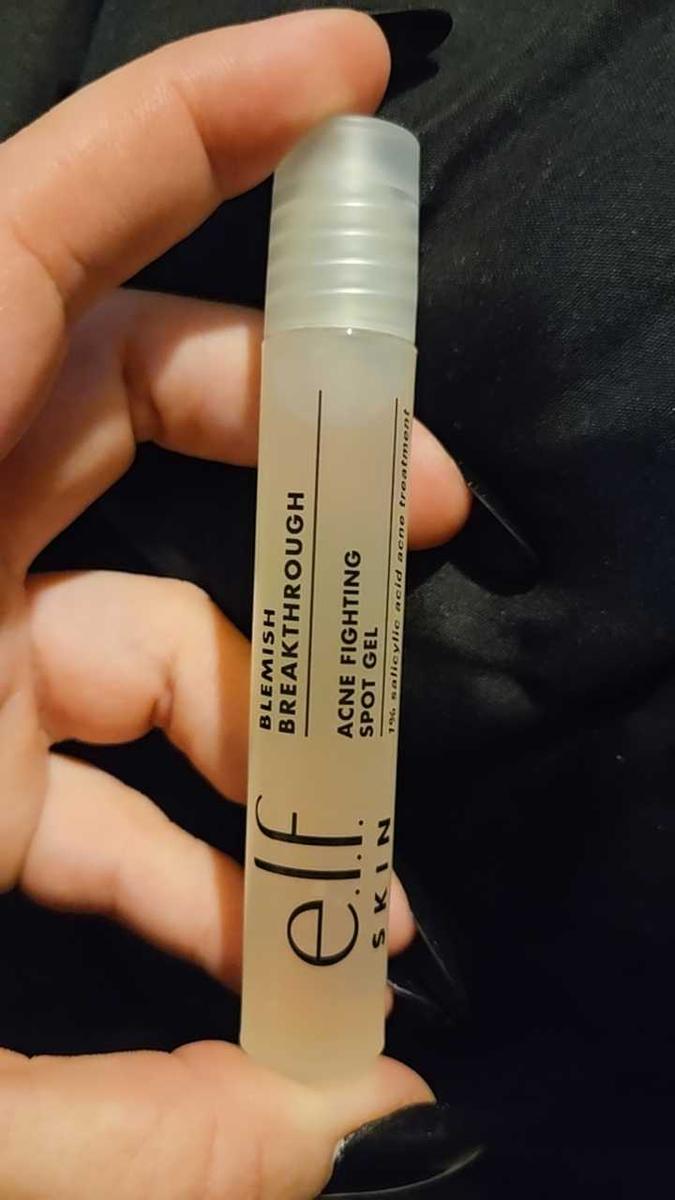 BLEMISH
BREAKTHROUGH
ACNE FIGHTING
SPOT GEL
1% salicylic acid acne treatment
e.l.f.
SKIN